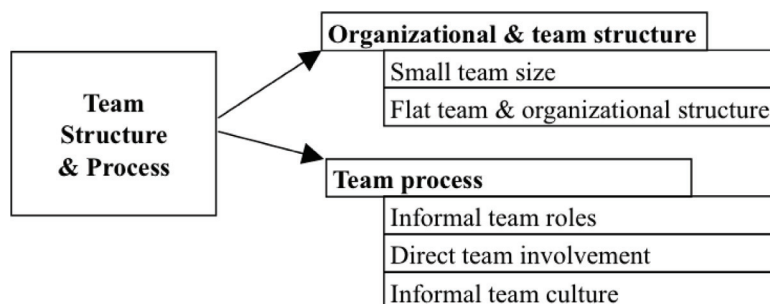 Team
Structure
& Process
Organizational & team structure
Small team size
Flat team & organizational structure
Team process
Informal team roles
Direct team involvement
Informal team culture